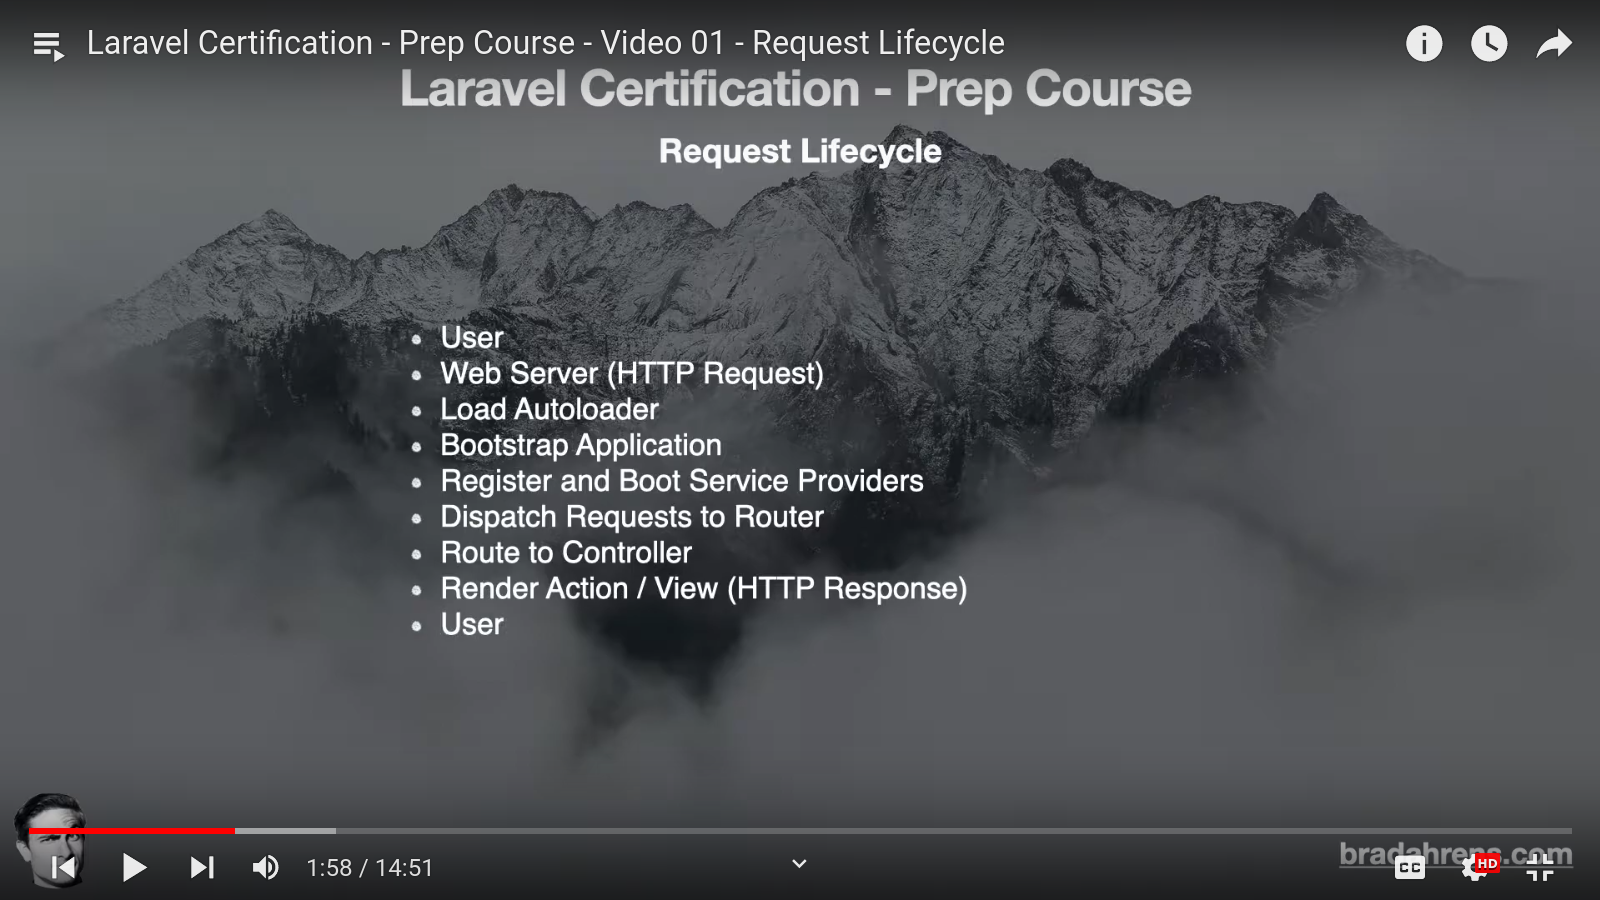 Laravel Certification - Prep Course - Video 01 - Request Lifecycle
Laravel Certification - Prep Course
Request Lifecycle
User
Web Server (HTTP Request)
Load Autoloader
Bootstrap Application
Register and Boot Service Providers
Dispatch Requests to Router
Route to Controller
Render Action / View (HTTP Response)
User
1:58 / 14:51
bradahrens.com
CC
HD